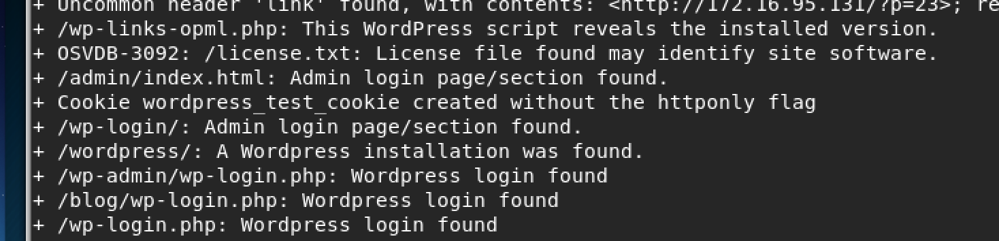 + Uncommon header 'link' found, with contents: <http://172.16.95.131/?p=23>; re
+ /wp-links-opml.php: This WordPress script reveals the installed version.
+ OSVDB-3092: /license.txt: License file found may identify site software.
+ /admin/index.html: Admin login page/section found.
+ Cookie wordpress_test_cookie created without the httponly flag
+ /wp-login/: Admin login page/section found.
+ /wordpress/: A Wordpress installation was found.
+ /wp-admin/wp-login.php: Wordpress login found
+ /blog/wp-login.php: Wordpress login found
+ /wp-login.php: Wordpress login found